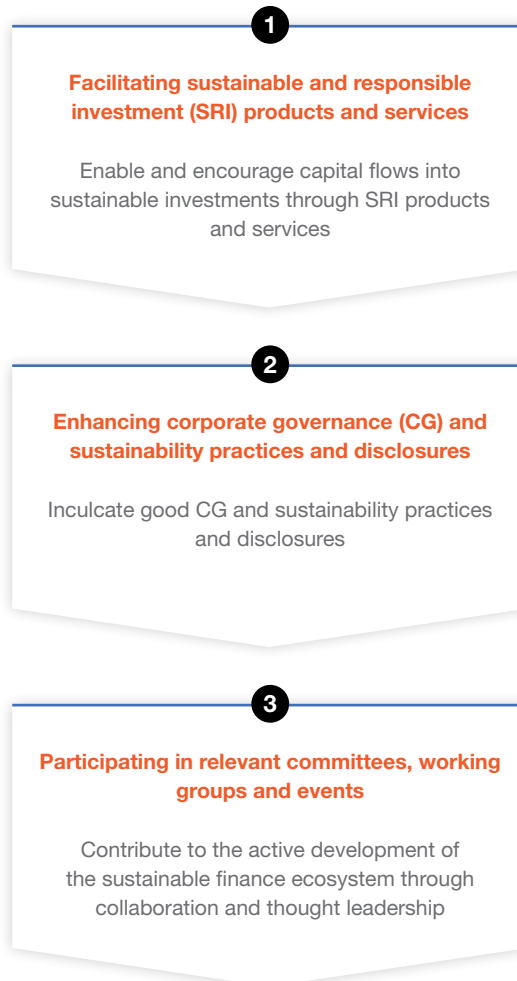 1
Facilitating sustainable and responsible
investment (SRI) products and services
Enable and encourage capital flows into
sustainable investments through SRI products
and services
2
Enhancing corporate governance (CG) and
sustainability practices and disclosures
Inculcate good CG and sustainability practices
and disclosures
3
Participating in relevant committees, working
groups and events
Contribute to the active development of
the sustainable finance ecosystem through
collaboration and thought leadership